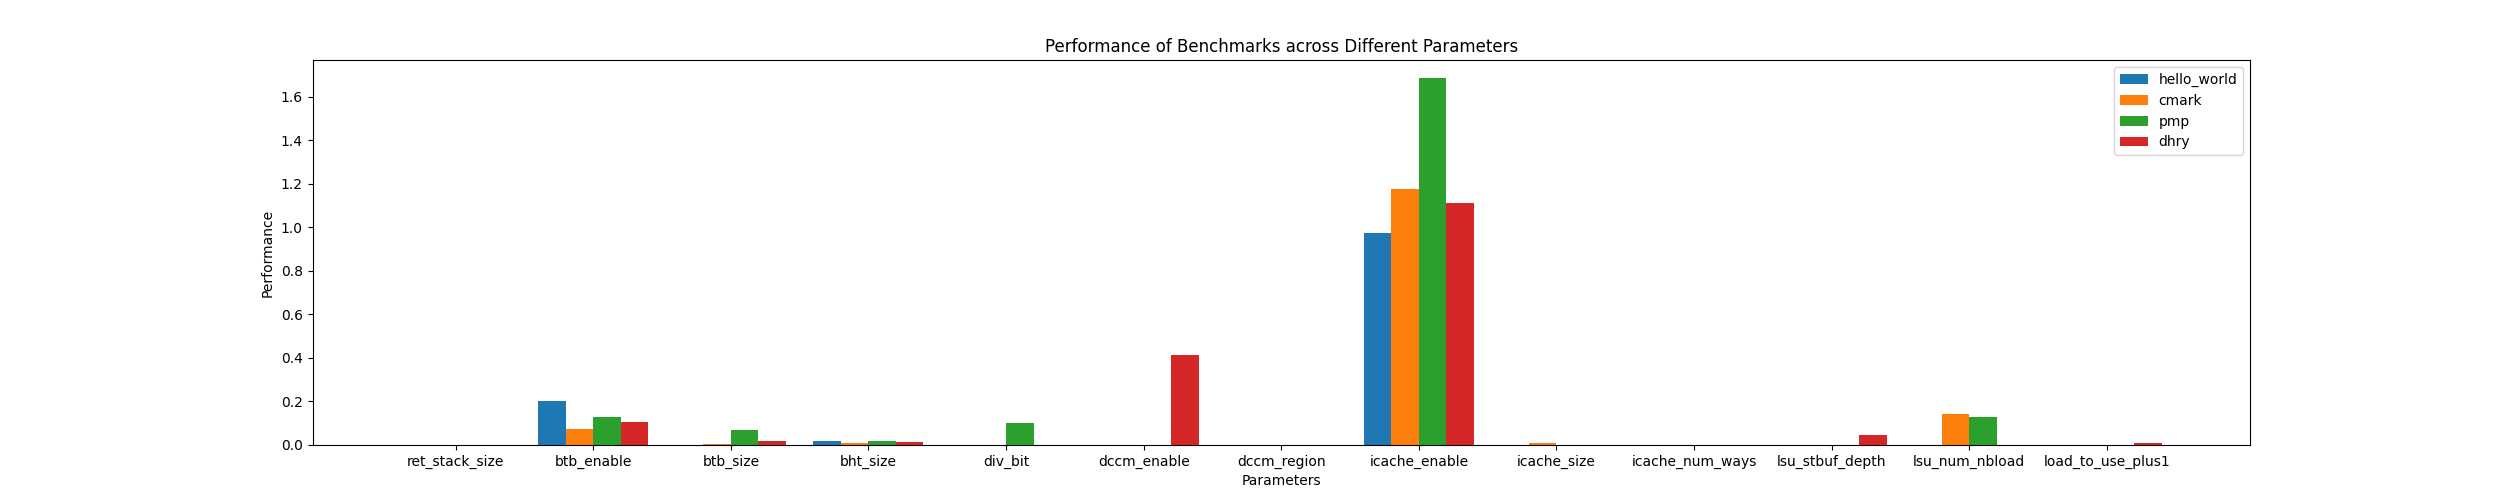 Performance of Benchmarks across Different Parameters
hello_world
cmark
pmp
dhry
Performance
1.6
1.4
1.2
1.0
0.8
0.6
0.4
0.2
0.0
ret_stack_size btb_enable btb_size bht_size div_bit dccm_enable dccm_region icache_enable icache_size icache_num_ways lsu_stbuf_depth lsu_num_nbload load_to_use_plus1
Parameters